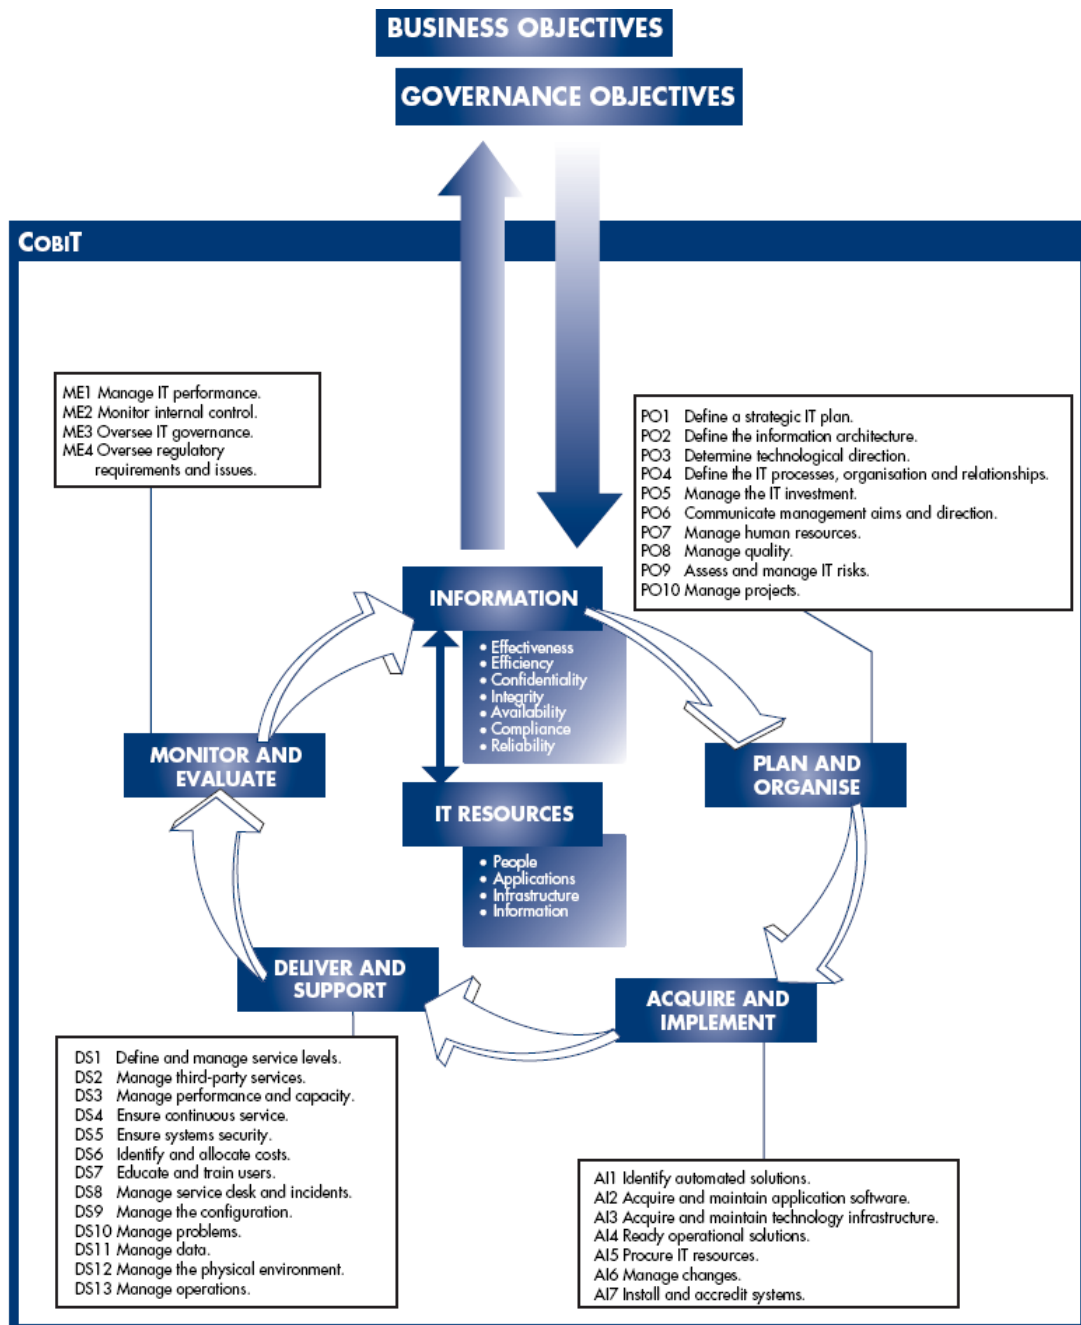 BUSINESS OBJECTIVES
GOVERNANCE OBJECTIVES
COBIT
ME1 Manage IT performance.
ME2 Monitor internal control.
ME3 Oversee IT governance.
ME4 Oversee regulatory
requirements and issues.
PO1 Define a strategic IT plan.
PO2 Define the information architecture.
PO3 Determine technological direction.
PO4 Define the IT processes, organisation and relationships.
PO5 Manage the IT investment.
PO6 Communicate management aims and direction.
PO7 Manage human resources.
PO8 Manage quality.
PO9 Assess and manage IT risks.
PO10 Manage projects.
INFORMATION
• Effectiveness
• Efficiency
• Confidentiality
• Integrity
• Availability
• Compliance
• Reliability
MONITOR AND
EVALUATE
PLAN AND
ORGANISE
IT RESOURCES
• People
• Applications
• Infrastructure
• Information
DELIVER AND
SUPPORT
ACQUIRE AND
IMPLEMENT
DS1 Define and manage service levels.
DS2 Manage third-party services.
DS3 Manage performance and capacity.
DS4 Ensure continuous service.
DS5 Ensure systems security.
DS6 Identify and allocate costs.
DS7 Educate and train users.
DS8 Manage service desk and incidents.
DS9 Manage the configuration.
DS10 Manage problems.
DS11 Manage data.
DS12 Manage the physical environment.
DS13 Manage operations.
AI1 Identify automated solutions.
AI2 Acquire and maintain application software.
AI3 Acquire and maintain technology infrastructure.
AI4 Ready operational solutions.
AI5 Procure IT resources.
AI6 Manage changes.
AI7 Install and accredit systems.